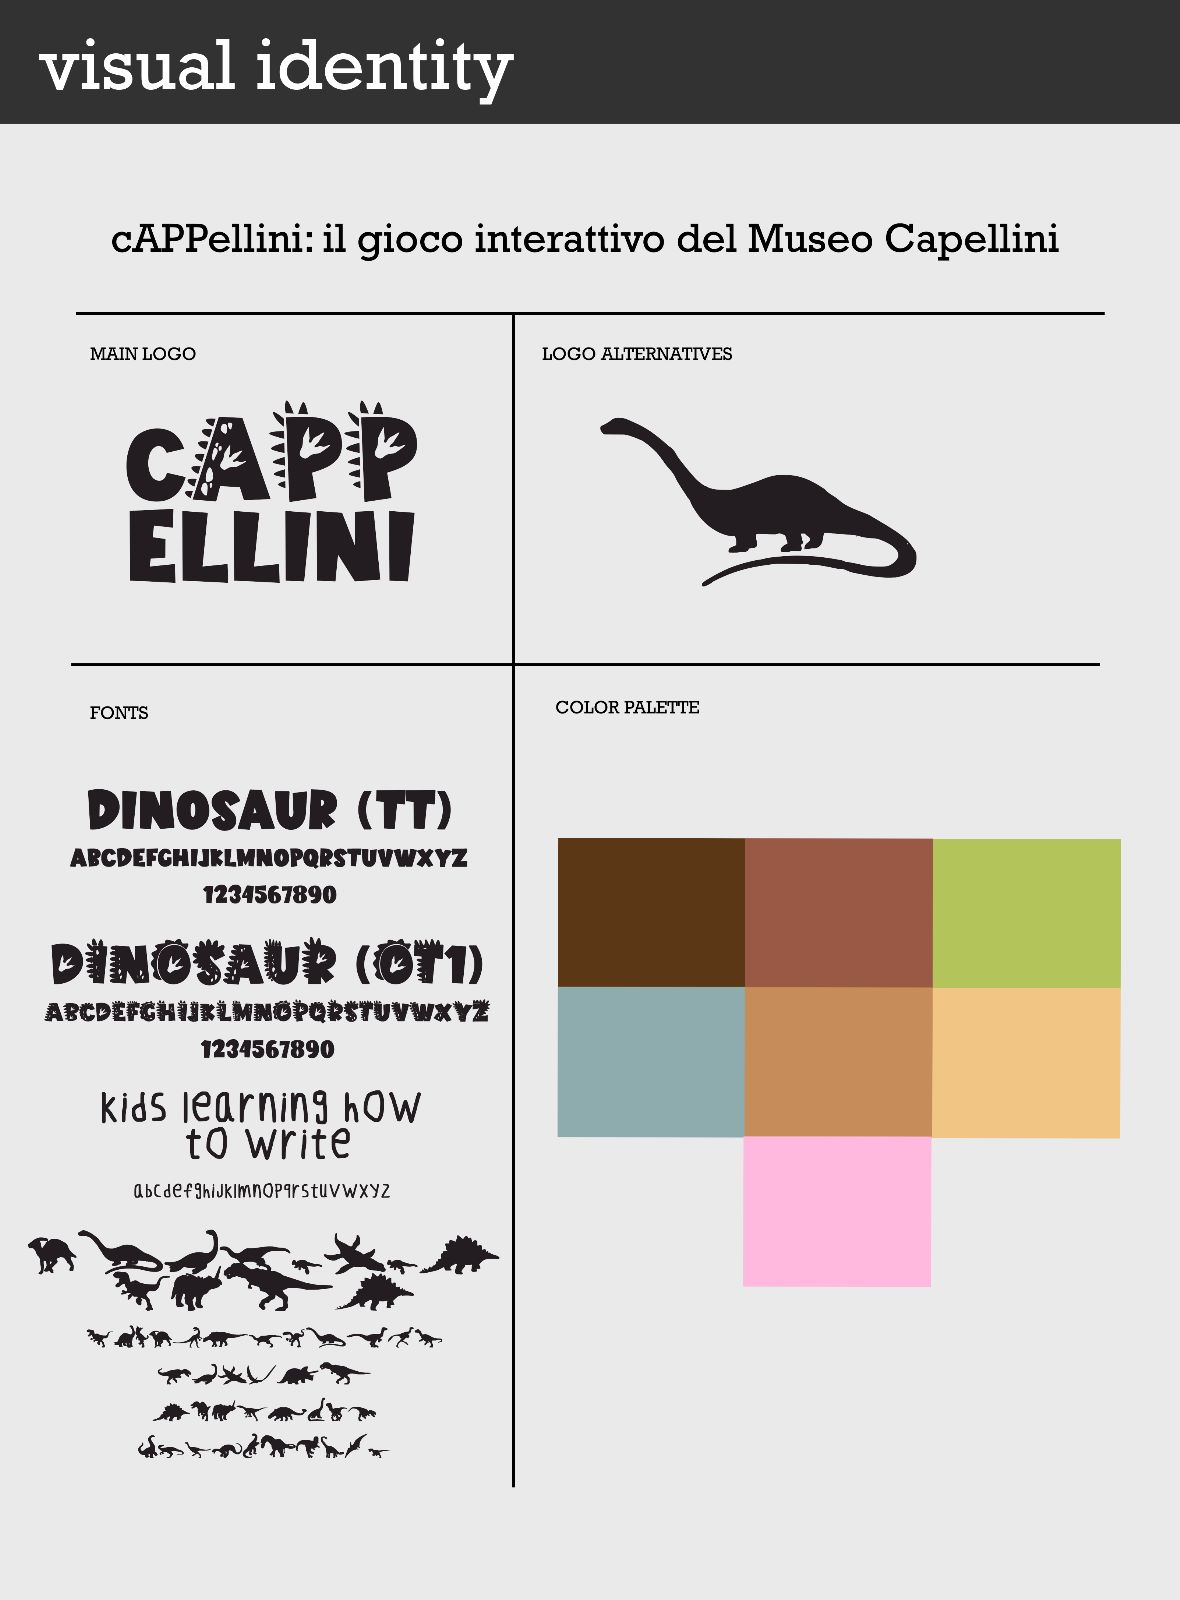 visual identity
cAPPellini: il gioco interattivo del Museo Capellini
MAIN LOGO
cAPP
ELLINI
LOGO ALTERNATIVES
FONTS
DINOSAUR (TT)
ABCDEFGHIJKLMNOPQRSTUVWXYZ
1234567890
DINOSAUR (OT1)
ABCDEFGHIJKLMNOPQRSTUVWXYZ
1234567890
kids learning how
to write
abcdefghijklmnopqrstuvwxyz
COLOR PALETTE